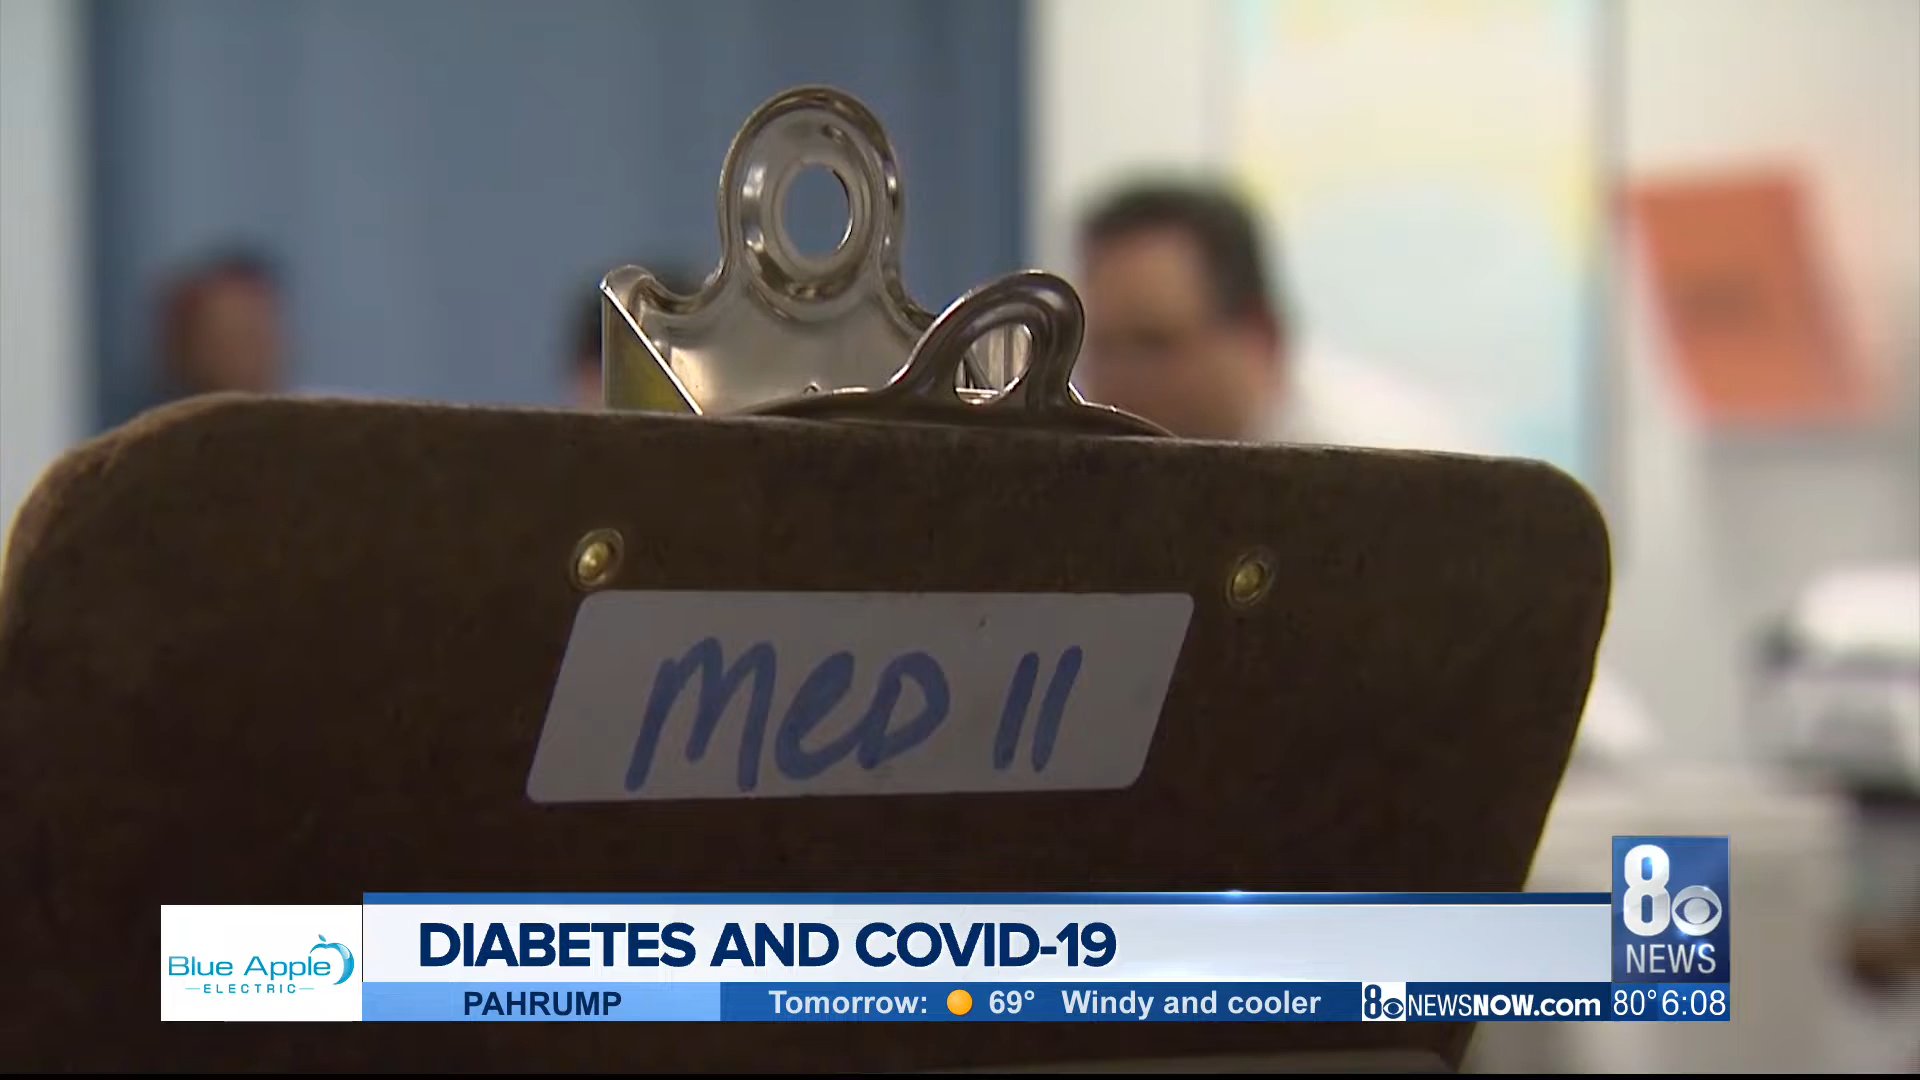 MED 11
Blue Apple
ELECTRIC
DIABETES AND COVID-19
8
NEWS
PAHRUMP
Tomorrow: 69° Windy and cooler
8NEWSNOW.com 80° 6:08